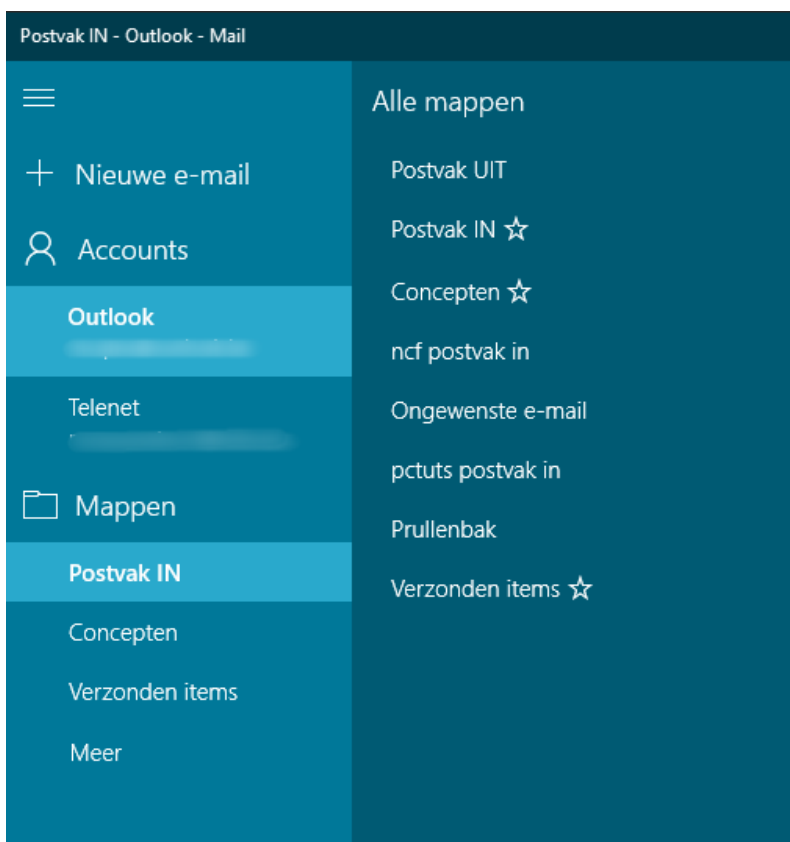 Postvak IN - Outlook - Mail
Nieuwe e-mail
Accounts
Outlook
Telenet
Mappen
Postvak IN
Concepten
Verzonden items
Meer
Alle mappen
Postvak UIT
Postvak IN
Concepten
ncf postvak in
Ongewenste e-mail
pctuts postvak in
Prullenbak
Verzonden items